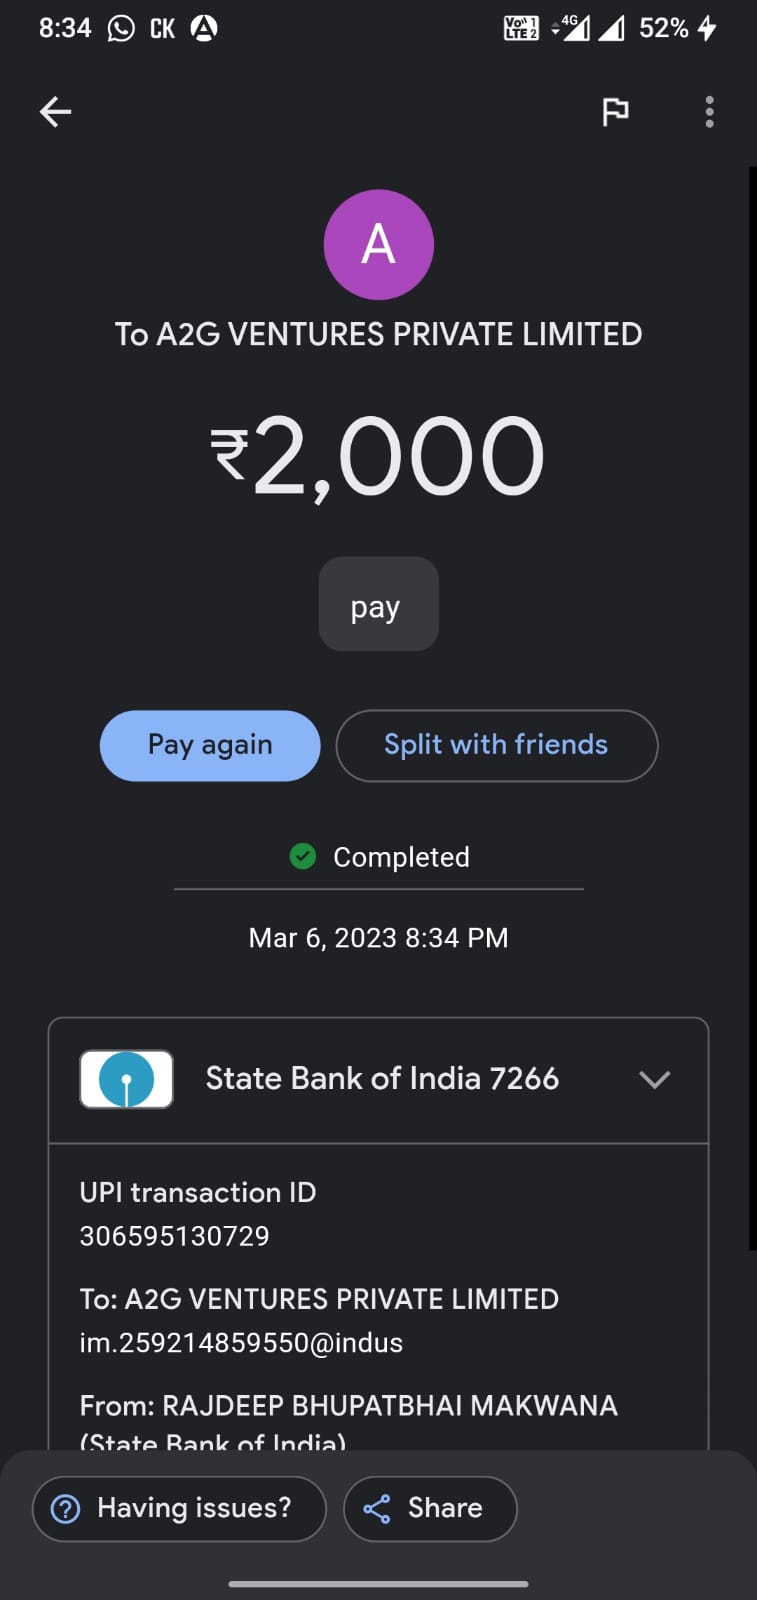 8:34 CK VoWi 1 LTE 2 4G 52%
A
To A2G VENTURES PRIVATE LIMITED
₹2,000
pay
Pay again Split with friends
Completed
Mar 6, 2023 8:34 PM
State Bank of India 7266
UPI transaction ID
306595130729
To: A2G VENTURES PRIVATE LIMITED
im.259214859550@indus
From: RAJDEEP BHUPATBHAI MAKWANA
(State Bank of India)
Having issues? Share